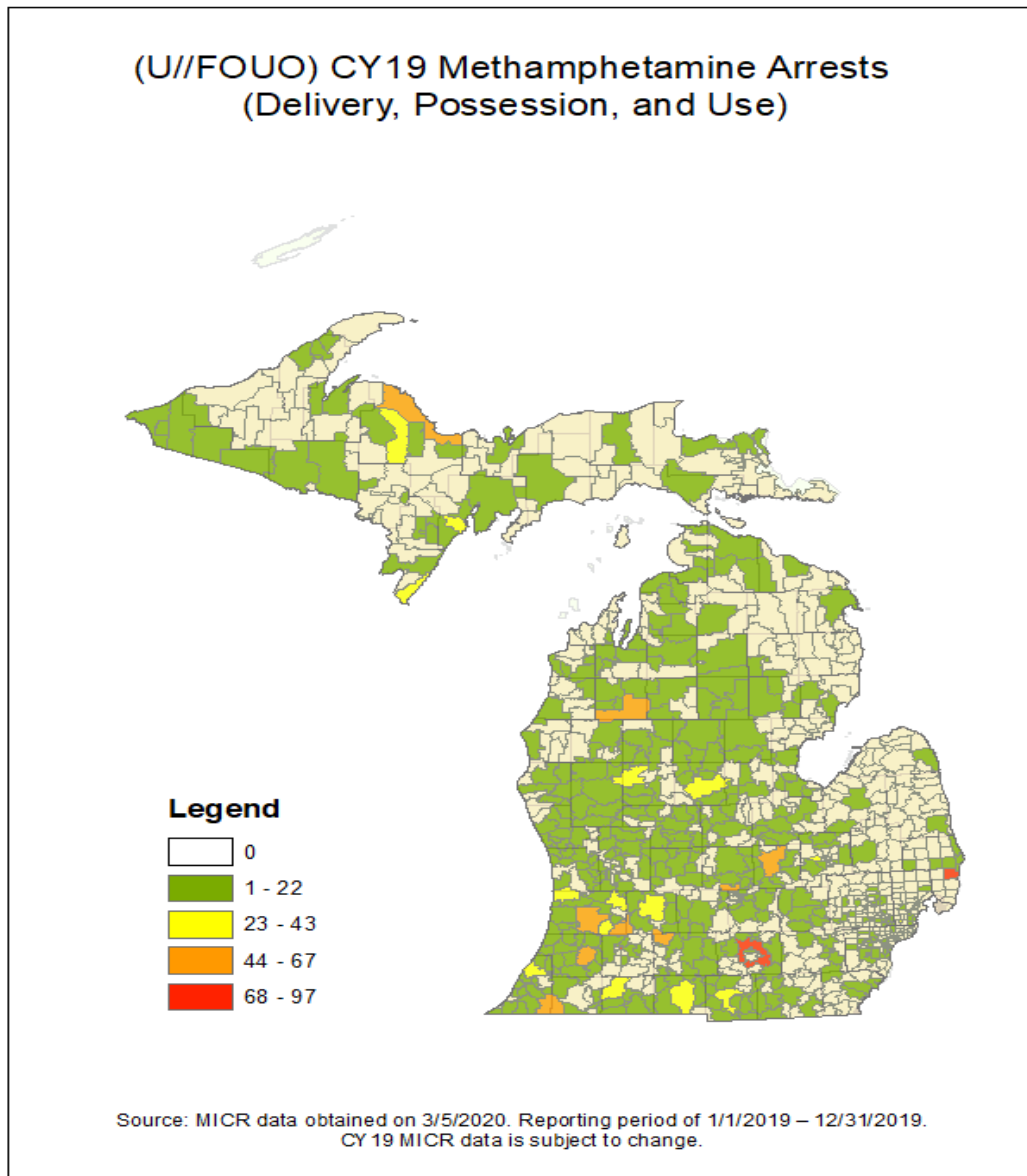 (U//FOUO) CY19 Methamphetamine Arrests
(Delivery, Possession, and Use)
Legend
0
1 - 22
23 - 43
44 - 67
68 - 97
Source: MICR data obtained on 3/5/2020. Reporting period of 1/1/2019 – 12/31/2019.
CY19 MICR data is subject to change.